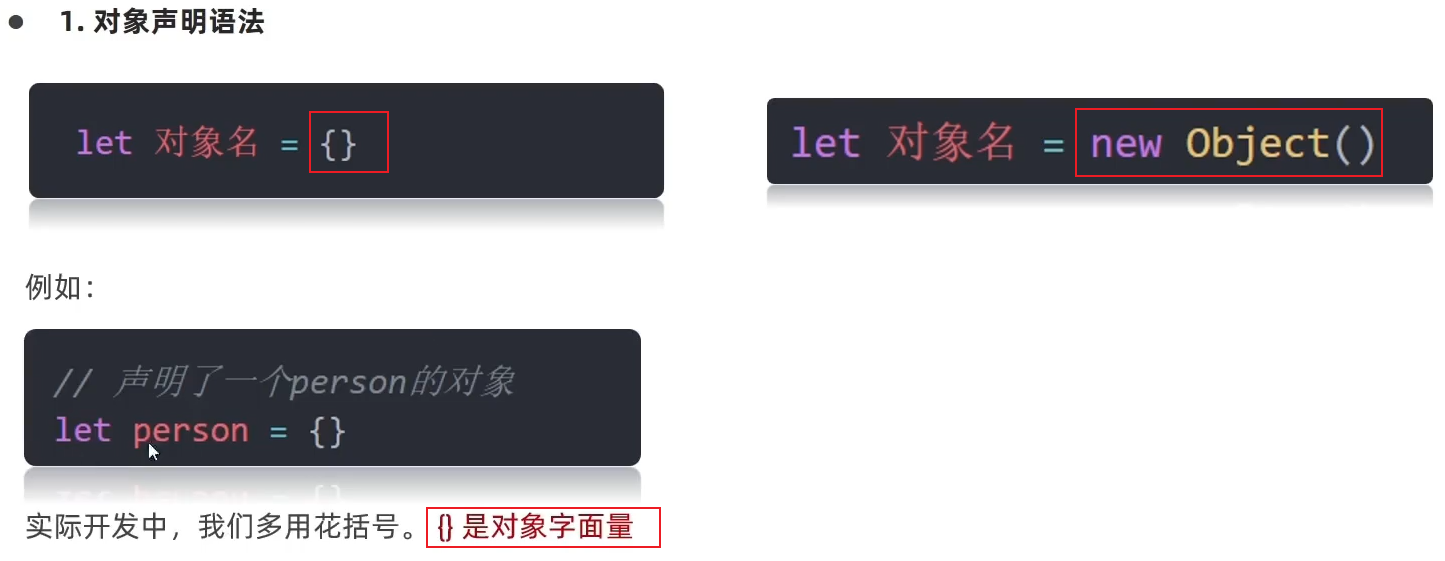 1. 对象声明语法
let 对象名 = {}
let 对象名 = new Object()
例如：
// 声明了一个person的对象
let person = {}
实际开发中，我们多用花括号。{} 是对象字面量